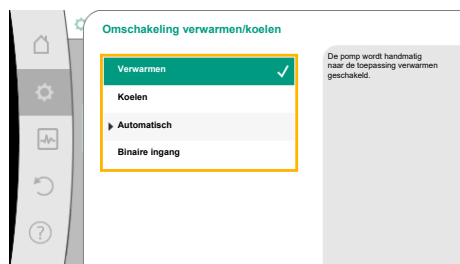 Omschakeling verwarmen/koelen
Verwarmen
Koelen
Automatisch
Binaire ingang
De pomp wordt handmatig
naar de toepassing verwarmen
geschakeld.
?